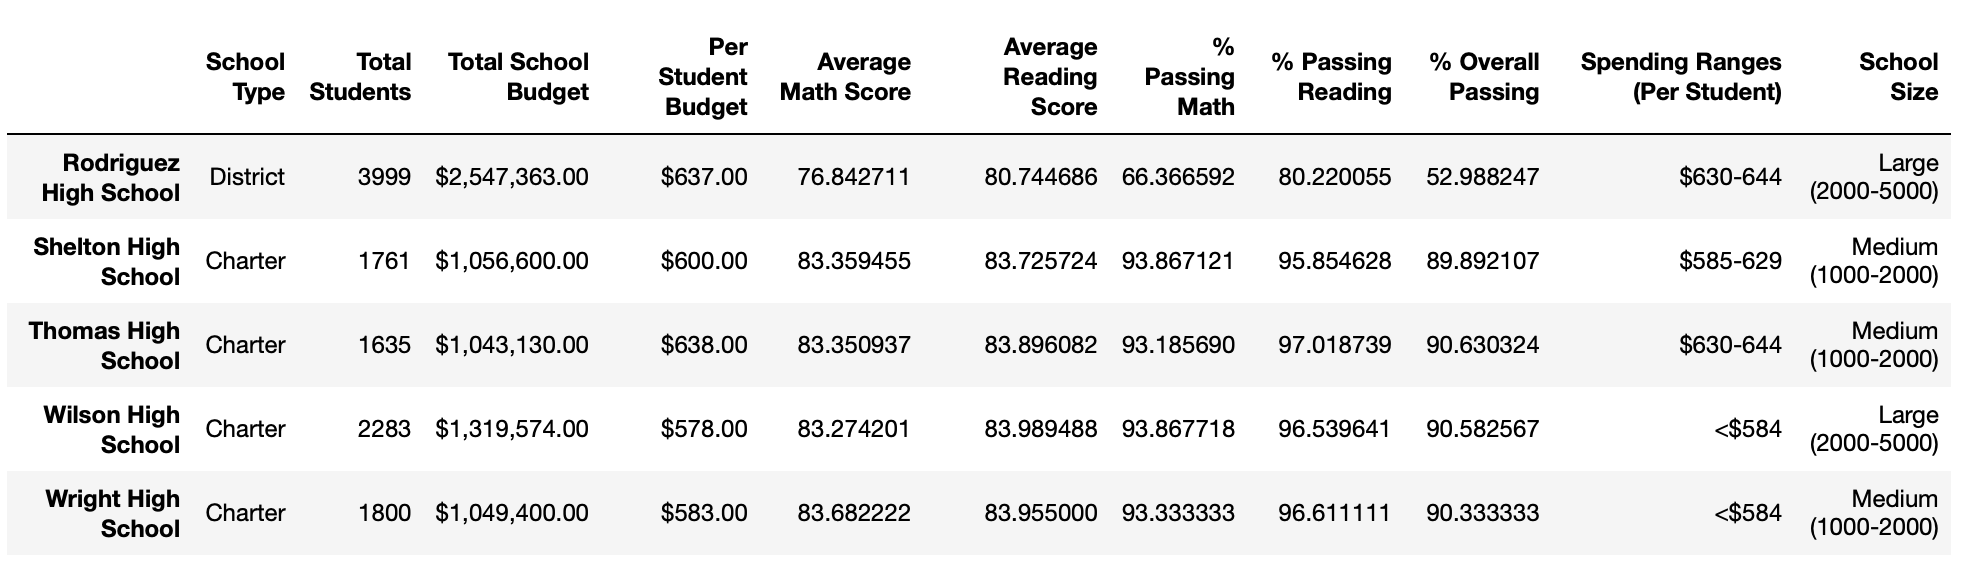 School Type Total Students Total School Budget Per Student Budget Average Math Score Average Reading Score % Passing Math % Passing Reading % Overall Passing Spending Ranges (Per Student) School Size
Rodriguez High School District 3999 $2,547,363.00 $637.00 76.842711 80.744686 66.366592 80.220055 52.988247 $630-644 Large (2000-5000)
Shelton High School Charter 1761 $1,056,600.00 $600.00 83.359455 83.725724 93.867121 95.854628 89.892107 $585-629 Medium (1000-2000)
Thomas High School Charter 1635 $1,043,130.00 $638.00 83.350937 83.896082 93.185690 97.018739 90.630324 $630-644 Medium (1000-2000)
Wilson High School Charter 2283 $1,319,574.00 $578.00 83.274201 83.989488 93.867718 96.539641 90.582567 <$584 Large (2000-5000)
Wright High School Charter 1800 $1,049,400.00 $583.00 83.682222 83.955000 93.333333 96.611111 90.333333 <$584 Medium (1000-2000)